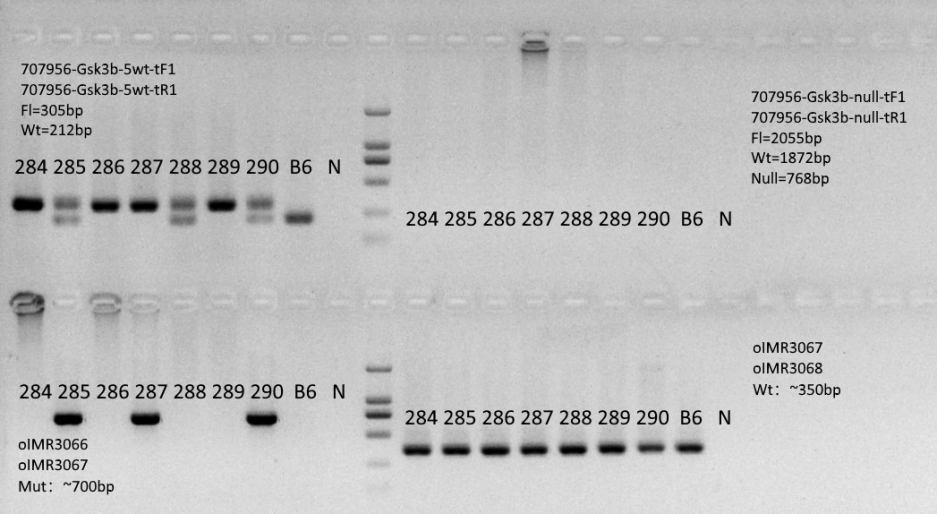 707956-Gsk3b-5wt-tF1
707956-Gsk3b-5wt-tR1
Fl=305bp
Wt=212bp
284 285 286 287 288 289 290 B6 N
707956-Gsk3b-null-tF1
707956-Gsk3b-null-tR1
Fl=2055bp
Wt=1872bp
Null=768bp
284 285 286 287 288 289 290 B6 N
284 285 286 287 288 289 290 B6 N
oIMR3066
oIMR3067
Mut: ~700bp
oIMR3067
oIMR3068
Wt: ~350bp
284 285 286 287 288 289 290 B6 N